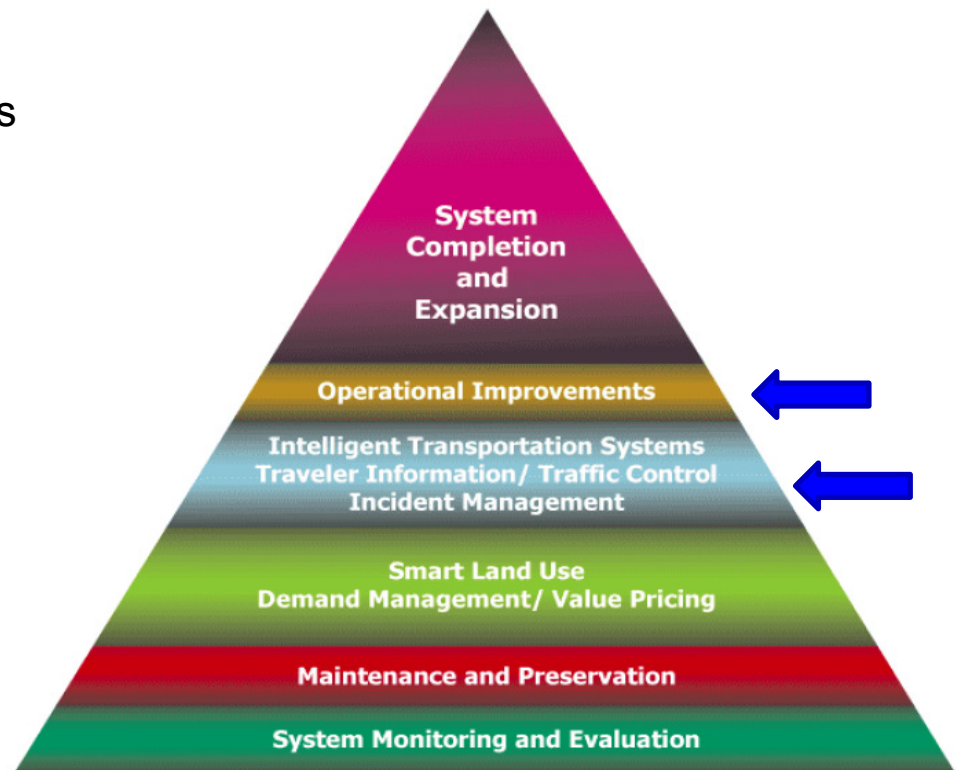 s
System
Completion
and
Expansion
Operational Improvements
Intelligent Transportation Systems
Traveler Information/ Traffic Control
Incident Management
Smart Land Use
Demand Management/ Value Pricing
Maintenance and Preservation
System Monitoring and Evaluation